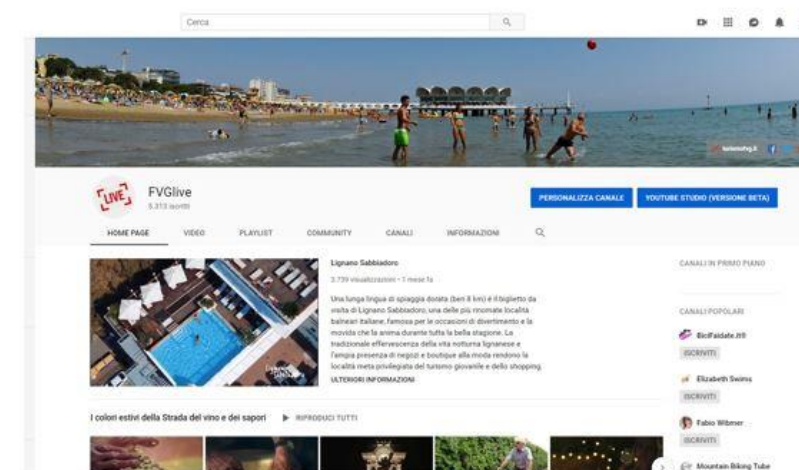 Cerca
turismofvg.it
LIVE
FVGlive
5.313 iscritti
PERSONALIZZA CANALE
YOUTUBE STUDIO (VERSIONE BETA)
HOME PAGE
VIDEO
PLAYLIST
COMMUNITY
CANALI
INFORMAZIONI
Lignano Sabbiadoro
3.739 visualizzazioni • 1 mese fa
Una lunga lingua di spiaggia dorata (ben 8 km) è il biglietto da
visita di Lignano Sabbiadoro, una delle più rinomate località
balneari italiane, famosa per le occasioni di divertimento e la
movida che la anima durante tutta la bella stagione. La
tradizionale effervescenza della vita notturna lignanese e
l'ampia presenza di negozi e boutique alla moda rendono la
località meta privilegiata del turismo giovanile e dello shopping.
ULTERIORI INFORMAZIONI
CANALI IN PRIMO PIANO
CANALI POPOLARI
BiciFaidate.it®
ISCRIVITI
Elizabeth Swims
ISCRIVITI
Fabio Wibmer
ISCRIVITI
Mountain Biking Tube
I colori estivi della Strada del vino e dei sapori
RIPRODUCI TUTTI